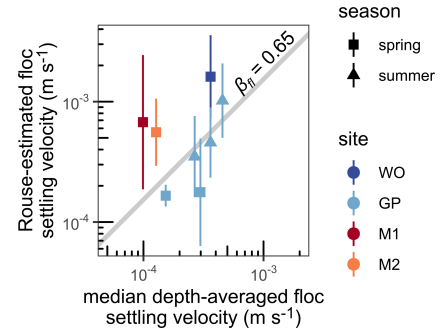 Rouse-estimated floc
settling velocity (m s⁻¹)
10⁻³
10⁻⁴
βfl = 0.65
10⁻⁴
10⁻³
median depth-averaged floc
settling velocity (m s⁻¹)
season
spring
summer
site
WO
GP
M1
M2